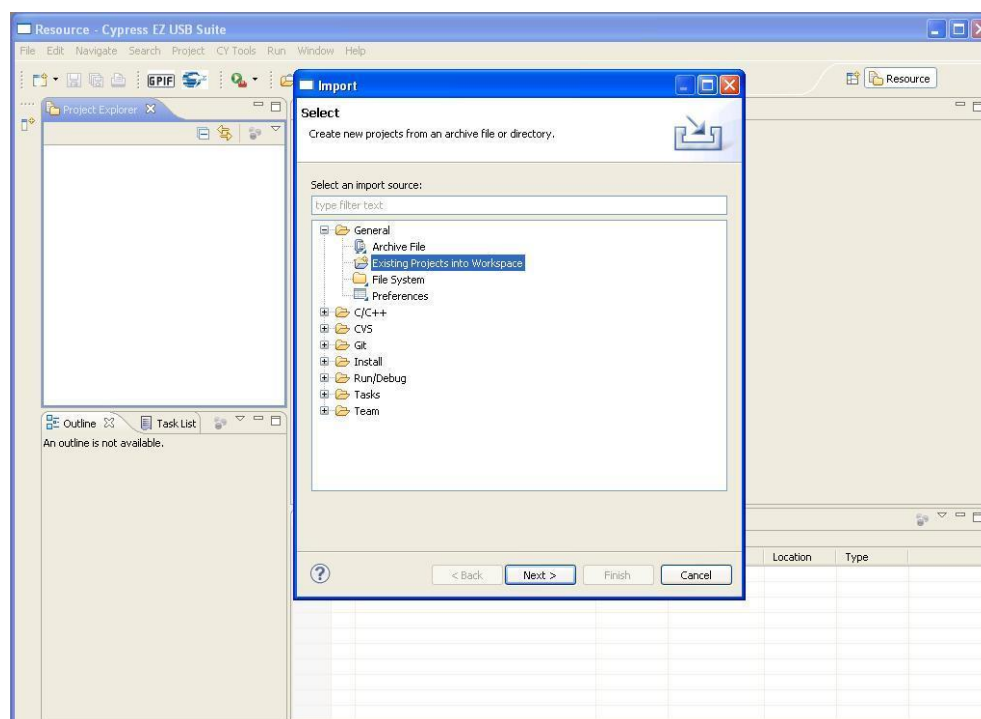 Resource - Cypress EZ USB Suite
File Edit Navigate Search Project CYTools Run Window Help
GPIF
Resource
Project Explorer
Import
Select
Create new projects from an archive file or directory.
Select an import source:
type filter text
General
Archive File
Existing Projects into Workspace
File System
Preferences
C/C++
CVS
Git
Install
Run/Debug
Tasks
Team
Outline Task List
An outline is not available.
Location Type
? < Back Next > Finish Cancel